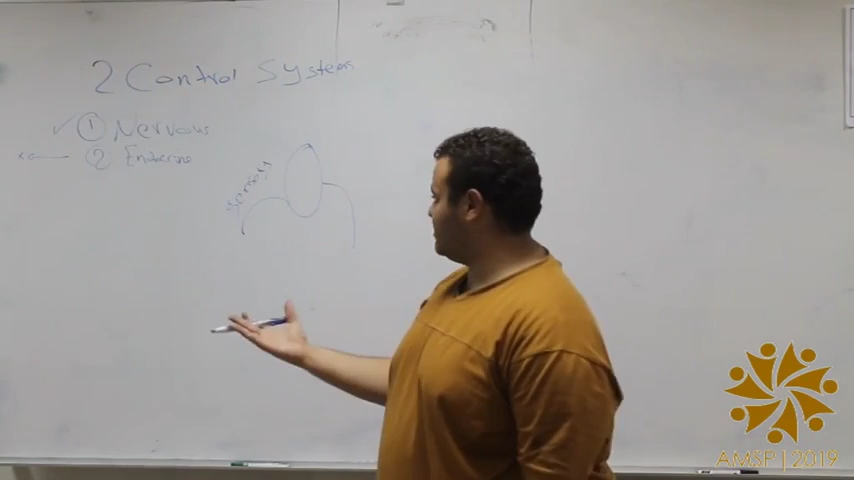 2 Control Systems
① Nervous
② Endocrine
sensory
AMSP | 2019